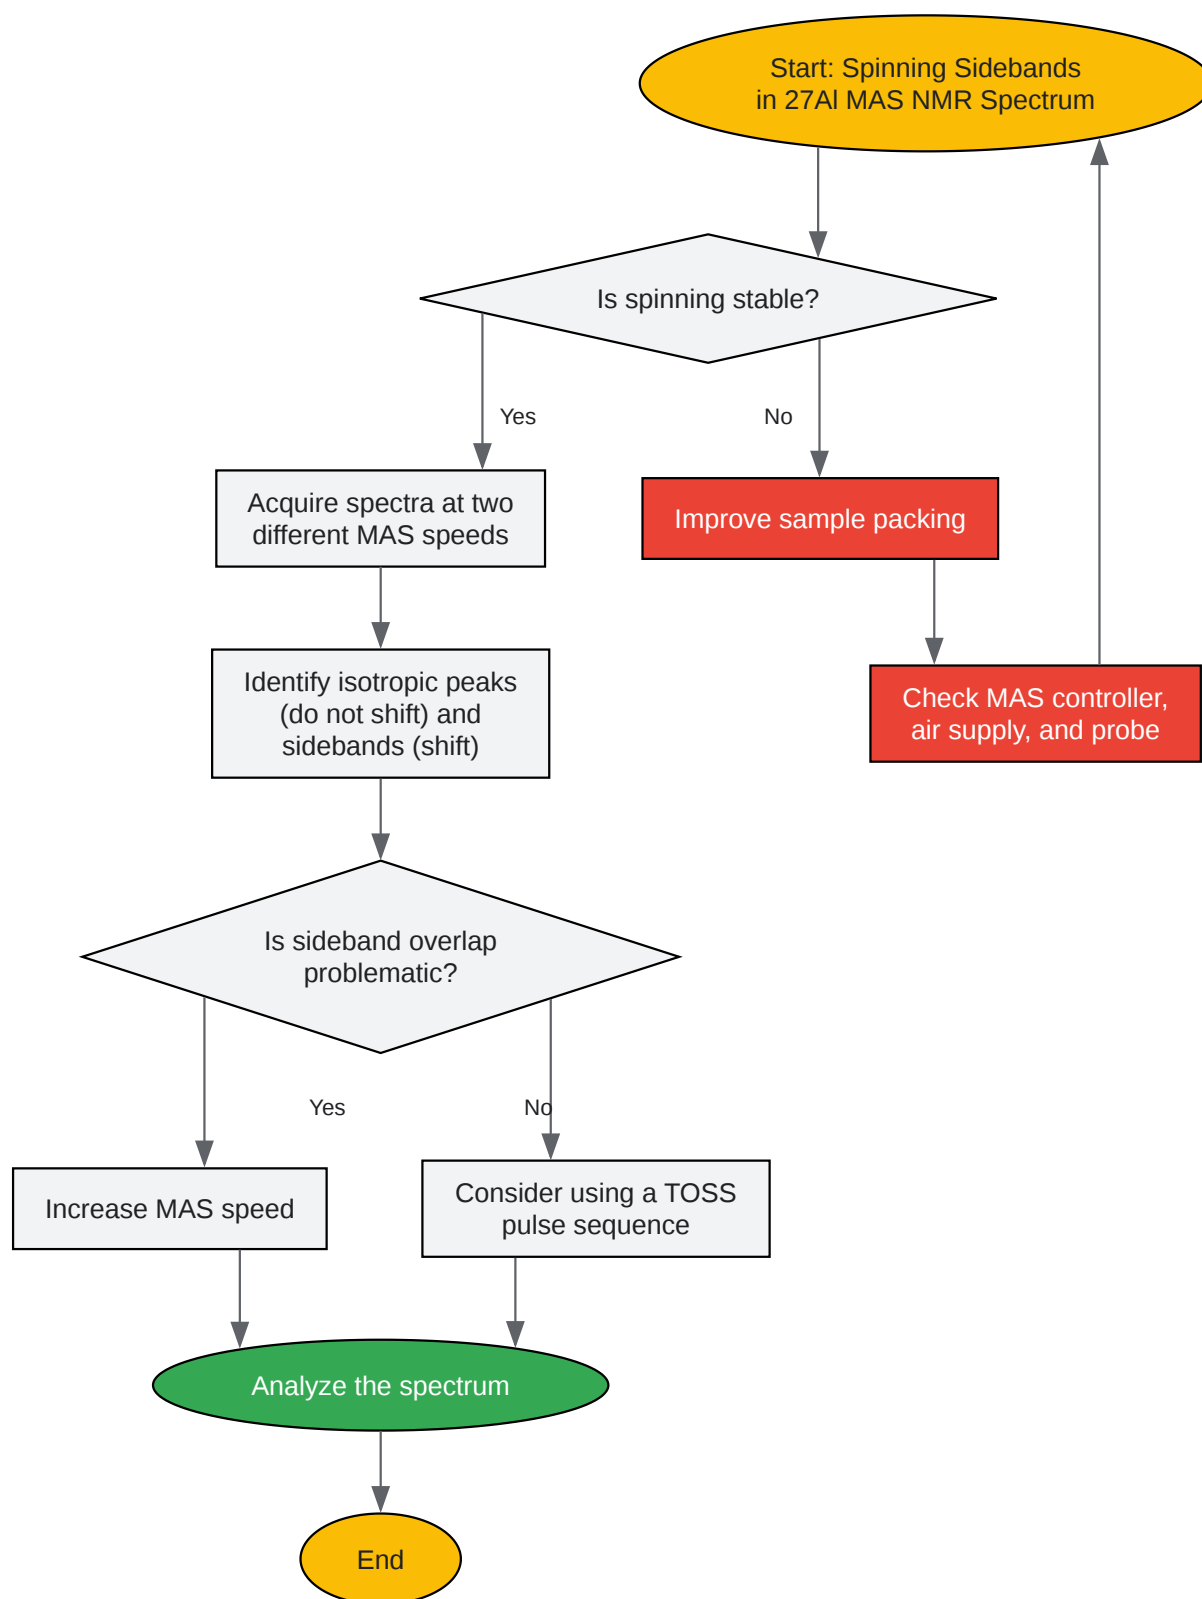 Start: Spinning Sidebands
in 27Al MAS NMR Spectrum
Is spinning stable?
Yes
No
Acquire spectra at two
different MAS speeds
Improve sample packing
Identify isotropic peaks
(do not shift) and
sidebands (shift)
Check MAS controller,
air supply, and probe
Is sideband overlap
problematic?
Yes
No
Increase MAS speed
Consider using a TOSS
pulse sequence
Analyze the spectrum
End